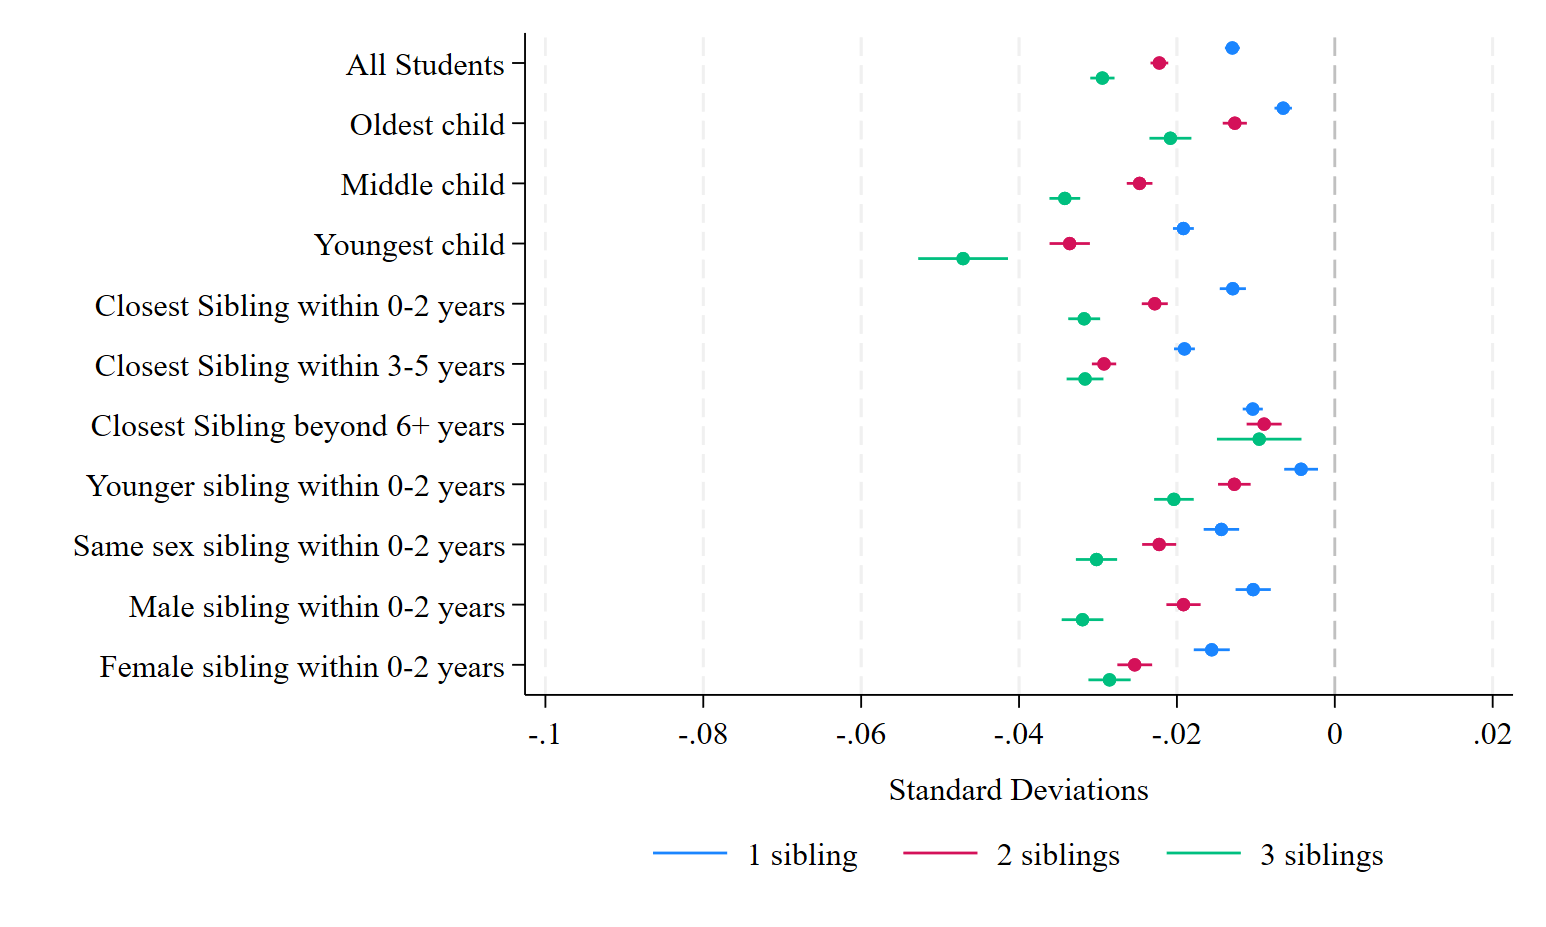 All Students
Oldest child
Middle child
Youngest child
Closest Sibling within 0-2 years
Closest Sibling within 3-5 years
Closest Sibling beyond 6+ years
Younger sibling within 0-2 years
Same sex sibling within 0-2 years
Male sibling within 0-2 years
Female sibling within 0-2 years
-.1 -.08 -.06 -.04 -.02 0 .02
Standard Deviations
1 sibling 2 siblings 3 siblings